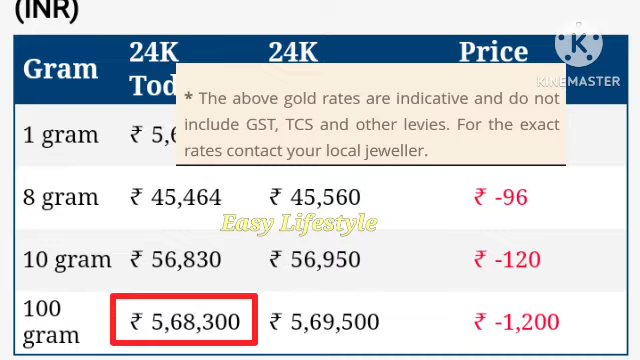 (INR)
Gram 24K 24K Price
Tod
K
KINEMASTER
* The above gold rates are indicative and do not
include GST, TCS and other levies. For the exact
rates contact your local jeweller.
1 gram ₹ 5,6
8 gram ₹ 45,464 ₹ 45,560 ₹ -96
Easy Lifestyle
10 gram ₹ 56,830 ₹ 56,950 ₹ -120
100
gram ₹ 5,68,300 ₹ 5,69,500 ₹ -1,200